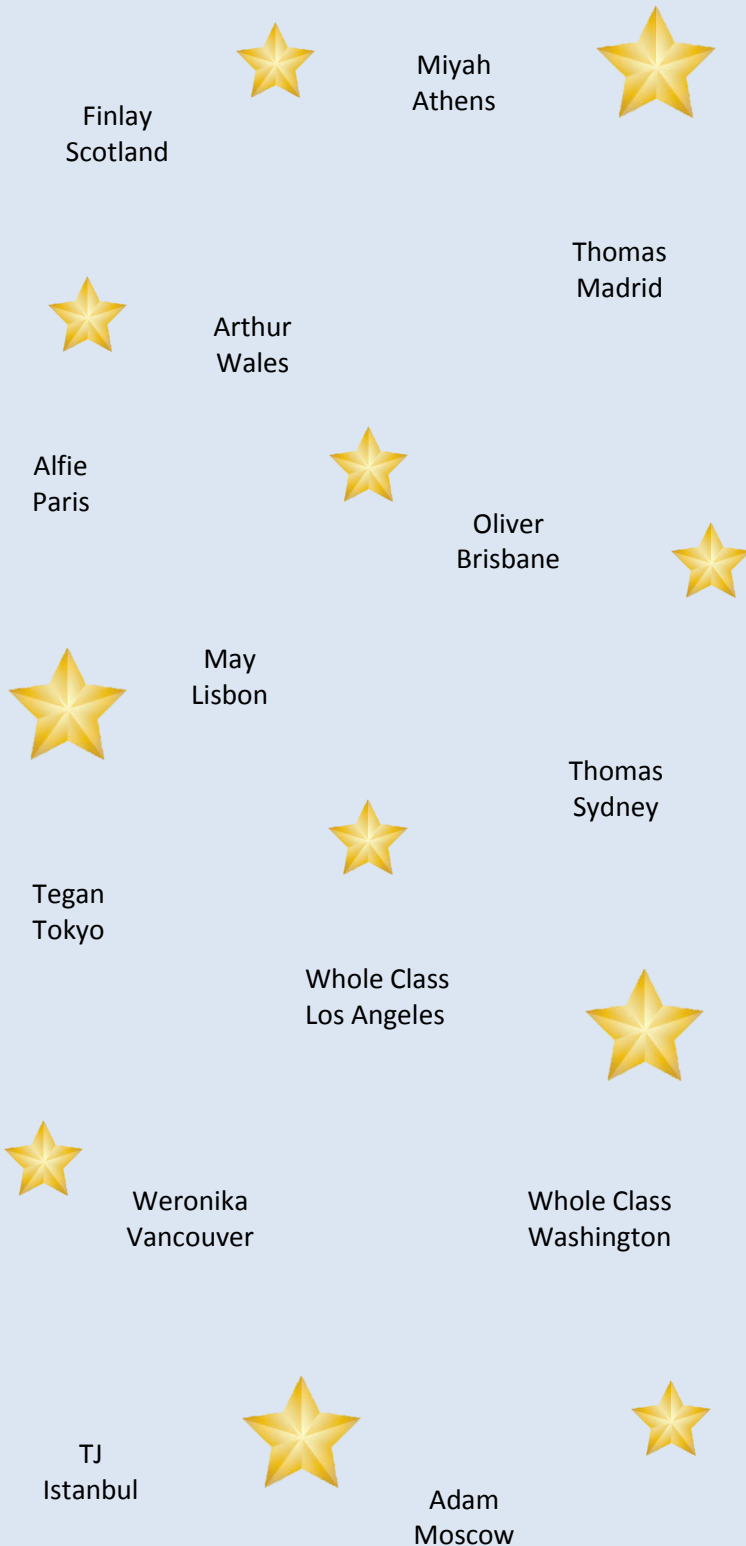 Miyah
Athens
Finlay
Scotland
Thomas
Madrid
Arthur
Wales
Alfie
Paris
Oliver
Brisbane
May
Lisbon
Thomas
Sydney
Tegan
Tokyo
Whole Class
Los Angeles
Weronika
Vancouver
Whole Class
Washington
TJ
Istanbul
Adam
Moscow